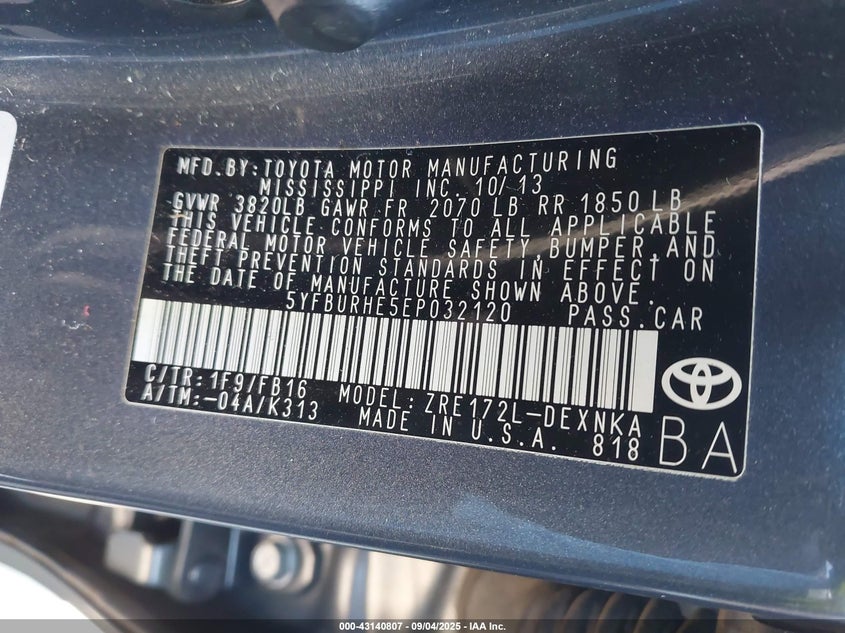 MFD.BY:TOYOTA MOTOR MANUFACTURING
MISSISSIPPI INC. 10/13
GVWR 3820LB GAWR FR 2070 LB RR 1850 LB
THIS VEHICLE CONFORMS TO ALL APPLICABLE
FEDERAL MOTOR VEHICLE SAFETY,BUMPER,AND
THEFT PREVENTION STANDARDS IN EFFECT ON
THE DATE OF MANUFACTURE SHOWN ABOVE.
5YFBURHE5EP032120 PASS.CAR
C/TR:1F9/FB16 MODEL:ZRE172L-DEXNKA
A/TM:-04A/K313 MADE IN U.S.A. 818
BA
000-43140807 - 09/04/2025 - IAA Inc.